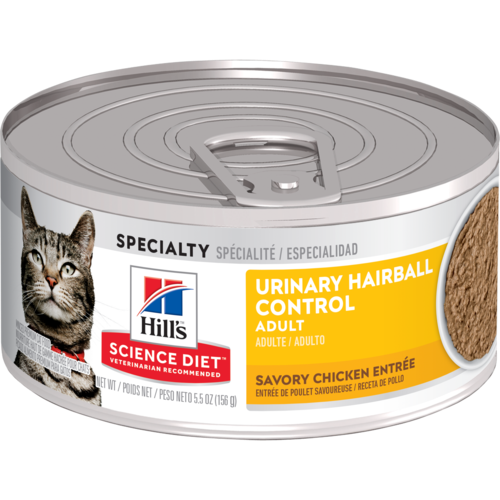 SPECIALTY SPÉCIALITÉ / ESPECIALIDAD
Hill's
SCIENCE DIET™
VETERINARIAN RECOMMENDED
NET WT / POIDS NET / PESO NETO 5.5 OZ (156 g)
URINARY HAIRBALL
CONTROL
ADULT
ADULTE / ADULTO
SAVORY CHICKEN ENTRÉE
ENTRÉE DE POULET SAVOUREUSE / RECETA DE POLLO